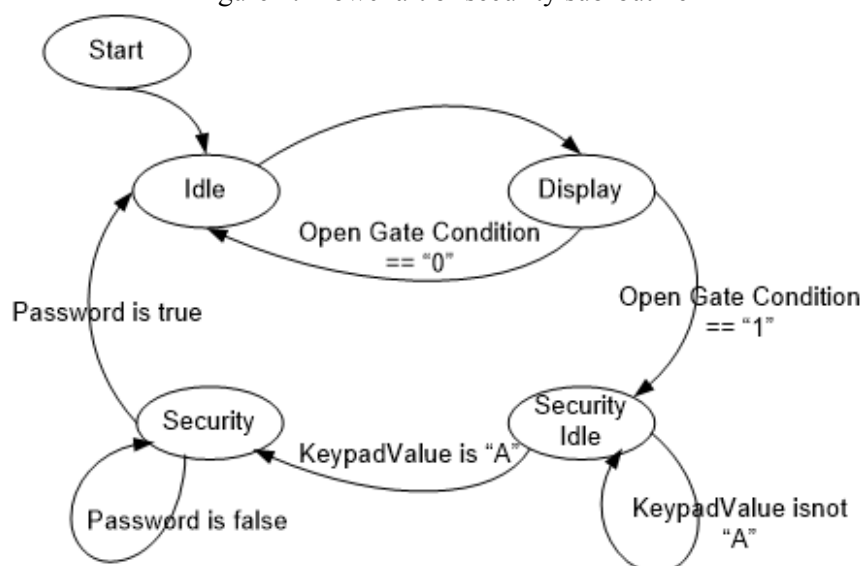 Start
Idle
Display
Open Gate Condition
== “0”
Open Gate Condition
== “1”
Password is true
Security
Security
Idle
KeypadValue is “A”
Password is false
KeypadValue isnot
“A”